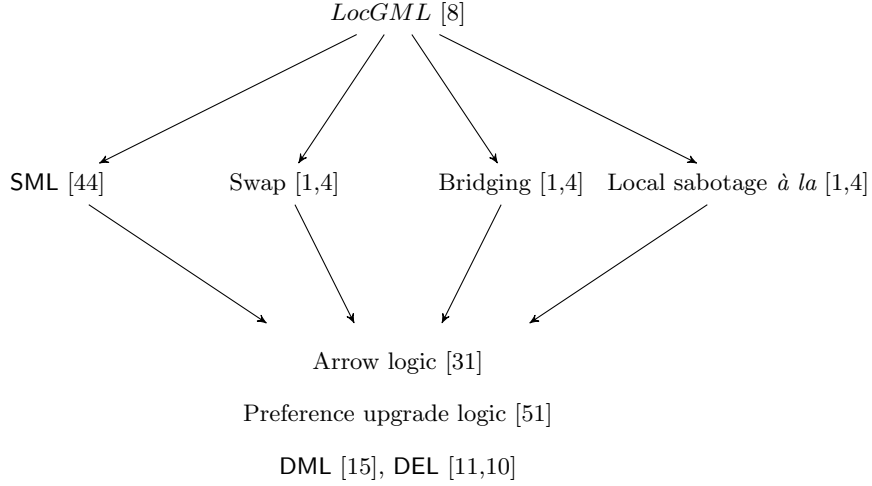 LocGML [8]
SML [44] Swap [1,4] Bridging [1,4] Local sabotage à la [1,4]
Arrow logic [31]
Preference upgrade logic [51]
DML [15], DEL [11,10]